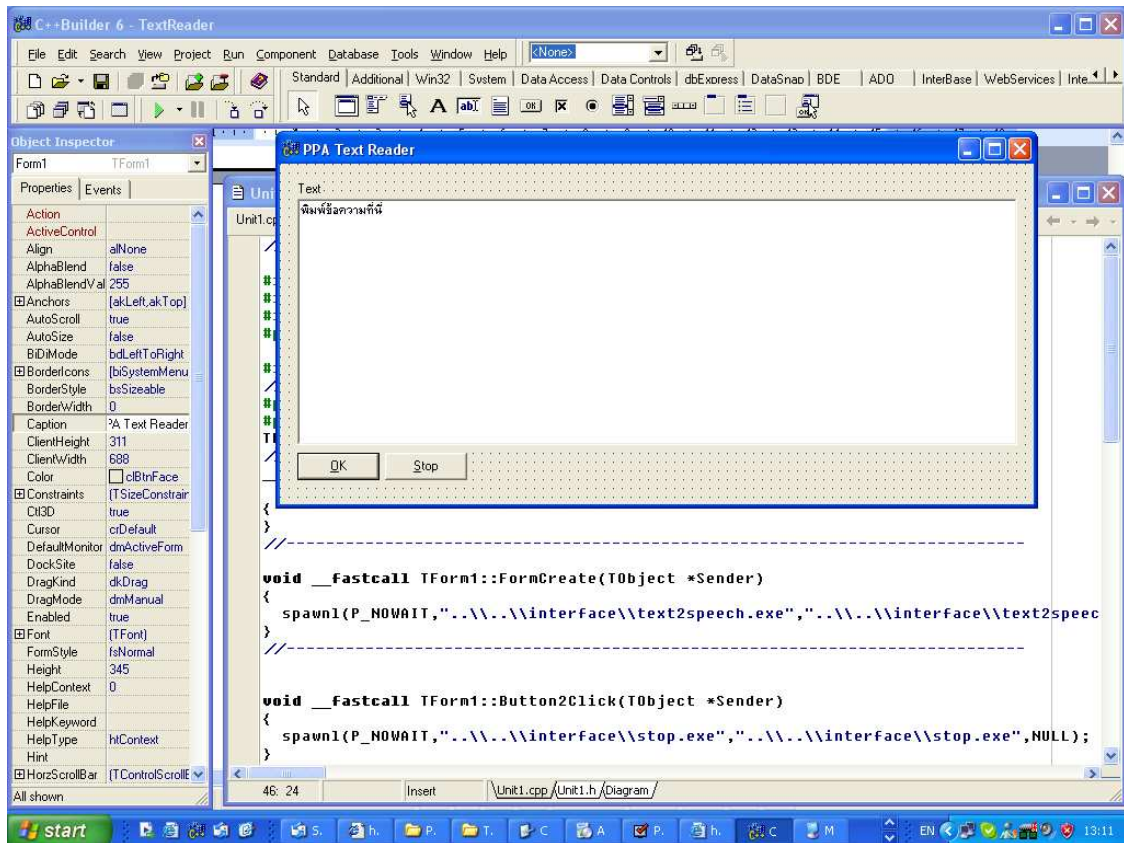 C++Builder 6 - TextReader
File Edit Search View Project Run Component Database Tools Window Help <None>
Standard Additional Win32 System Data Access Data Controls dbExpress DataSnap BDE ADO InterBase WebServices Inte
Object Inspector
Form1 TForm1
Properties Events
Action
ActiveControl
Align alNone
AlphaBlend false
AlphaBlendVal 255
Anchors [akLeft,akTop]
AutoScroll true
AutoSize false
BiDiMode bdLeftToRight
BorderIcons [biSystemMenu
BorderStyle bsSizeable
BorderWidth 0
Caption PA Text Reader
ClientHeight 311
ClientWidth 688
Color clBtnFace
Constraints (TSizeConstrair
Ctl3D true
Cursor crDefault
DefaultMonitor dmActiveForm
DockSite false
DragKind dkDrag
DragMode dmManual
Enabled true
Font (TFont)
FormStyle fsNormal
Height 345
HelpContext 0
HelpFile
HelpKeyword
HelpType htContext
Hint
HorzScrollBar (TControlScrollB
All shown
PPA Text Reader
Text
พิมพ์ข้อความที่นี่
OK Stop
Uni
Unit1.cp
{
}
//---------------------------------------------------------------------------
void __fastcall TForm1::FormCreate(TObject *Sender)
{
spawnl(P_NOWAIT,"..\\..\\interface\\text2speech.exe","..\\..\\interface\\text2speec
}
//---------------------------------------------------------------------------
void __fastcall TForm1::Button2Click(TObject *Sender)
{
spawnl(P_NOWAIT,"..\\..\\interface\\stop.exe","..\\..\\interface\\stop.exe",NULL);
}
46: 24 Insert Unit1.cpp Unit1.h Diagram
start S. h. P. T. C A P. h. C M EN 13:11